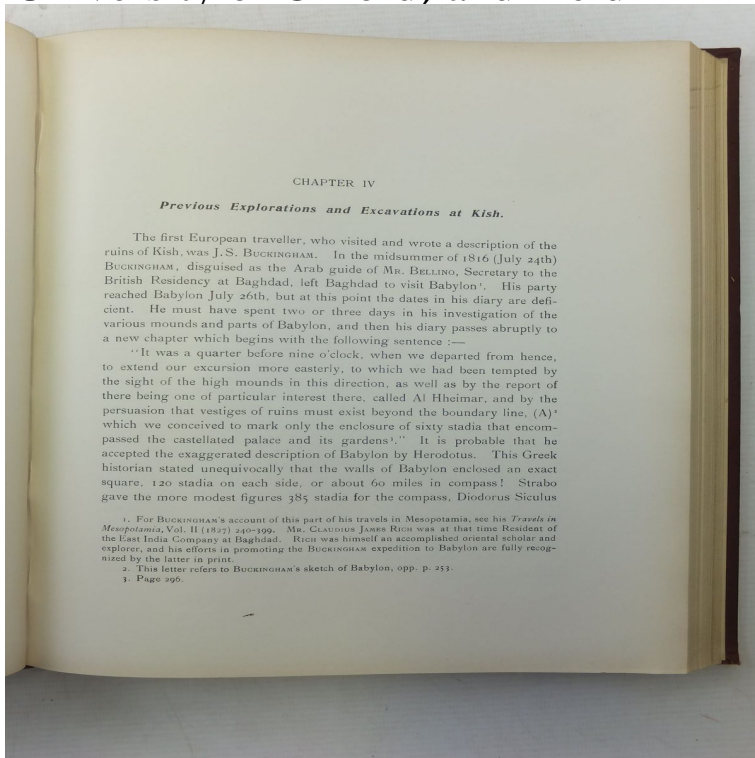 CHAPTER IV
Previous Explorations and Excavations at Kish.
The first European traveller, who visited and wrote a description of the
ruins of Kish, was J. S. BUCKINGHAM. In the midsummer of 1816 (July 24th)
BUCKINGHAM, disguised as the Arab guide of MR. BELLINO, Secretary to the
British Residency at Baghdad, left Baghdad to visit Babylon¹. His party
reached Babylon July 26th, but at this point the dates in his diary are defi-
cient. He must have spent two or three days in his investigation of the
various mounds and parts of Babylon, and then his diary passes abruptly to
a new chapter which begins with the following sentence :—
"It was a quarter before nine o'clock, when we departed from hence,
to extend our excursion more easterly, to which we had been tempted by
the sight of the high mounds in this direction, as well as by the report of
there being one of particular interest there, called Al Hheimar, and by the
persuasion that vestiges of ruins must exist beyond the boundary line, (A)²
which we conceived to mark only the enclosure of sixty stadia that encom-
passed the castellated palace and its gardens³." It is probable that he
accepted the exaggerated description of Babylon by Herodotus. This Greek
historian stated unequivocally that the walls of Babylon enclosed an exact
square, 120 stadia on each side, or about 60 miles in compass! Strabo
gave the more modest figures 385 stadia for the compass, Diodorus Siculus
1. For BUCKINGHAM's account of this part of his travels in Mesopotamia, see his Travels in
Mesopotamia, Vol. II (1827) 240-399. MR. CLAUDIUS JAMES RICH was at that time Resident of
the East India Company at Baghdad. RICH was himself an accomplished oriental scholar and
explorer, and his efforts in promoting the BUCKINGHAM expedition to Babylon are fully recog-
nized by the latter in print.
2. This letter refers to BUCKINGHAM's sketch of Babylon, opp. p. 253.
3. Page 296.